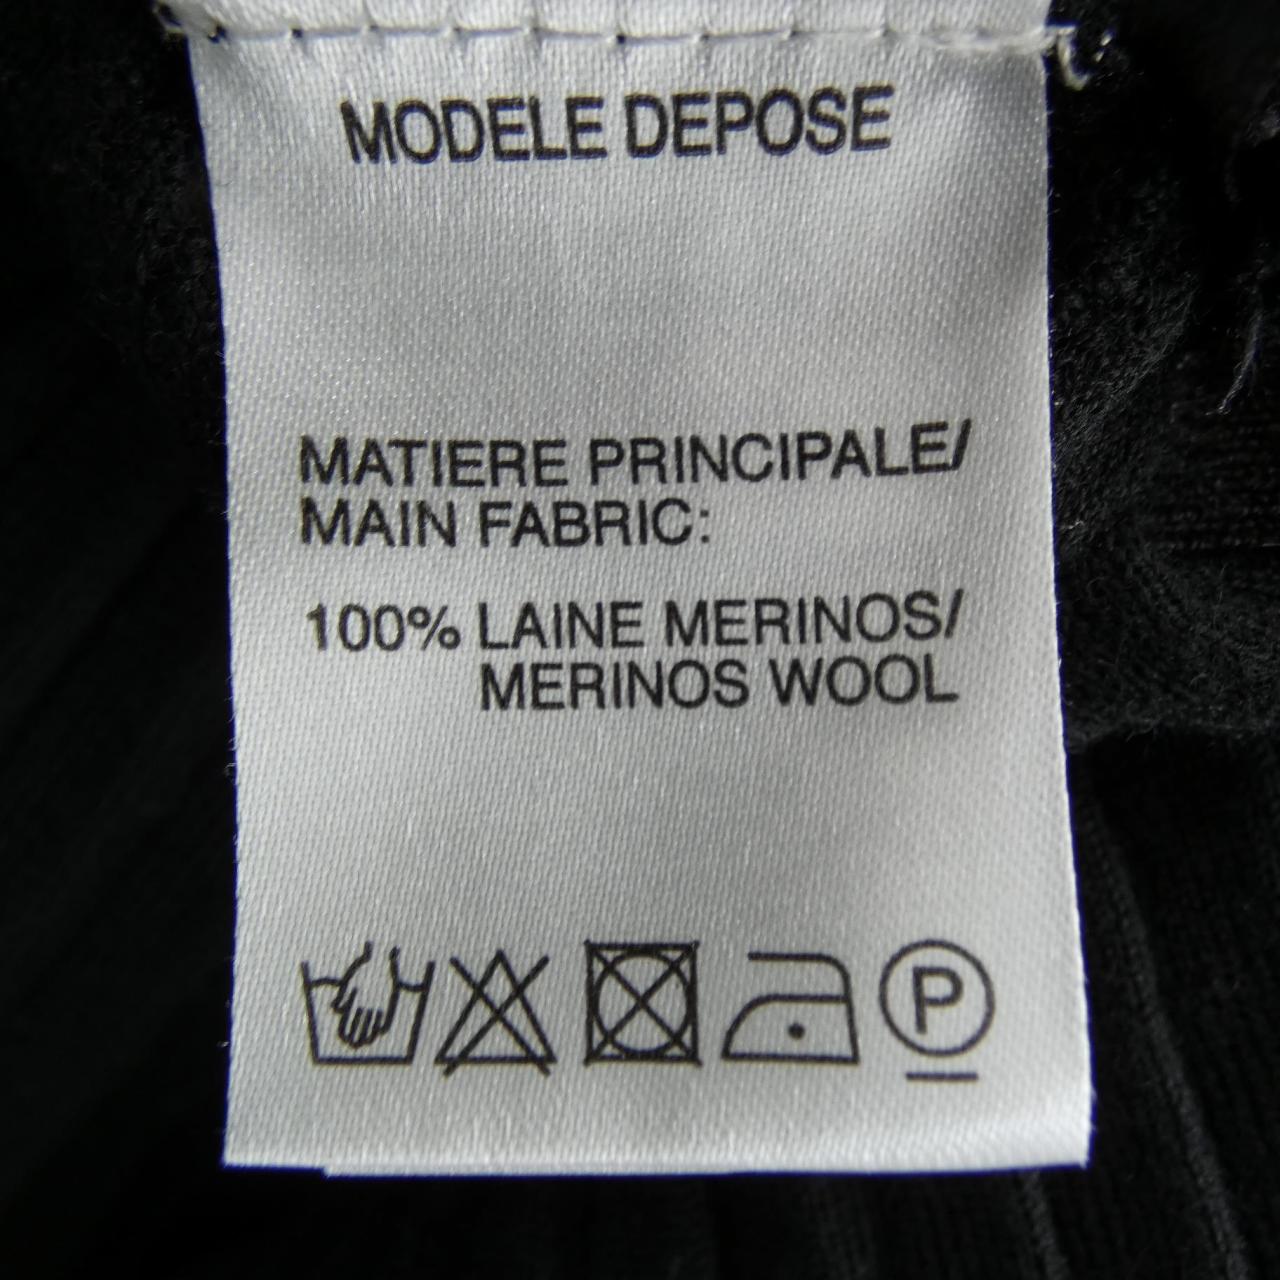 MODELE DEPOSE
MATIERE PRINCIPALE/
MAIN FABRIC:
100% LAINE MERINOS/
MERINOS WOOL
P